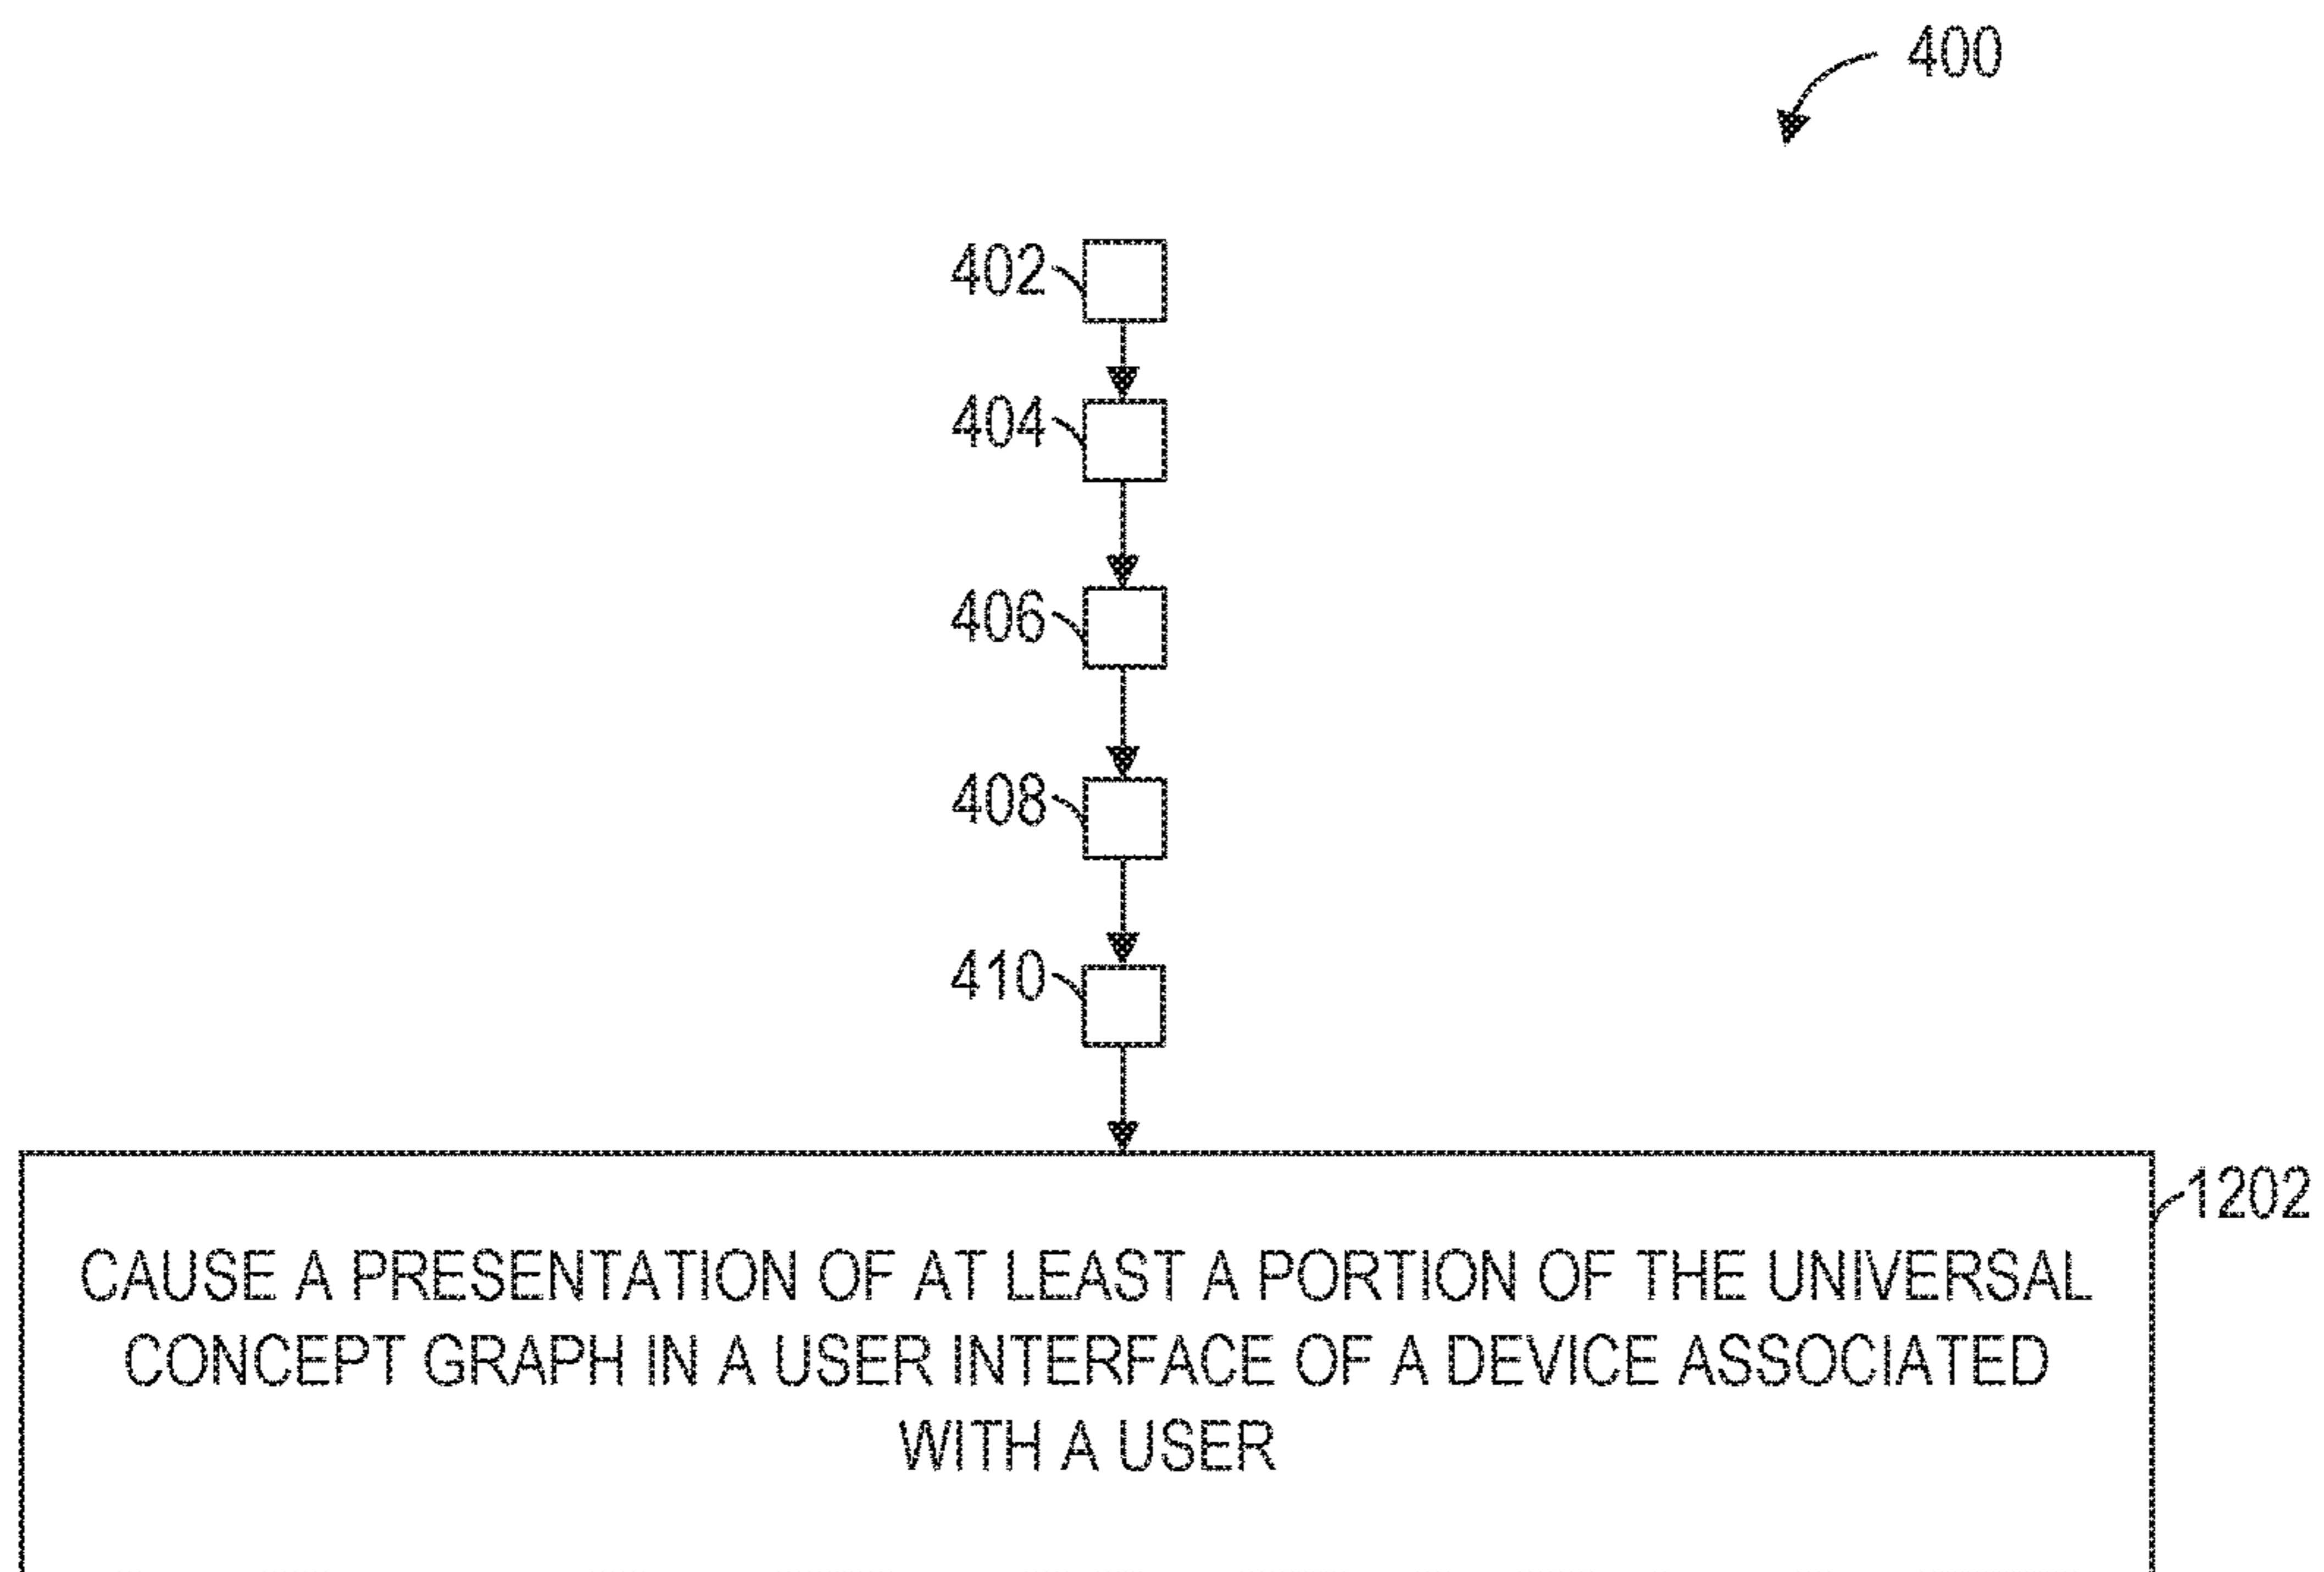 400
402
404
406
408
410
1202
CAUSE A PRESENTATION OF AT LEAST A PORTION OF THE UNIVERSAL
CONCEPT GRAPH IN A USER INTERFACE OF A DEVICE ASSOCIATED
WITH A USER